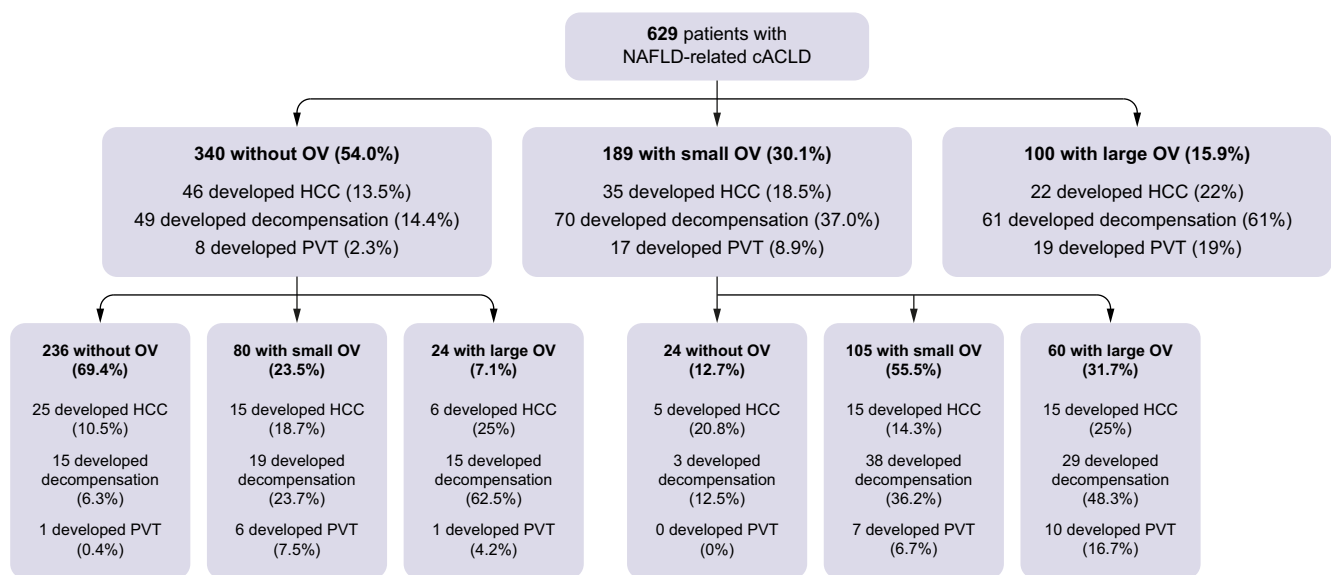 629 patients with
NAFLD-related cACLD
340 without OV (54.0%)
46 developed HCC (13.5%)
49 developed decompensation (14.4%)
8 developed PVT (2.3%)
189 with small OV (30.1%)
35 developed HCC (18.5%)
70 developed decompensation (37.0%)
17 developed PVT (8.9%)
100 with large OV (15.9%)
22 developed HCC (22%)
61 developed decompensation (61%)
19 developed PVT (19%)
236 without OV
(69.4%)
25 developed HCC
(10.5%)
15 developed
decompensation
(6.3%)
1 developed PVT
(0.4%)
80 with small OV
(23.5%)
15 developed HCC
(18.7%)
19 developed
decompensation
(23.7%)
6 developed PVT
(7.5%)
24 with large OV
(7.1%)
6 developed HCC
(25%)
15 developed
decompensation
(62.5%)
1 developed PVT
(4.2%)
24 without OV
(12.7%)
5 developed HCC
(20.8%)
3 developed
decompensation
(12.5%)
0 developed PVT
(0%)
105 with small OV
(55.5%)
15 developed HCC
(14.3%)
38 developed
decompensation
(36.2%)
7 developed PVT
(6.7%)
60 with large OV
(31.7%)
15 developed HCC
(25%)
29 developed
decompensation
(48.3%)
10 developed PVT
(16.7%)